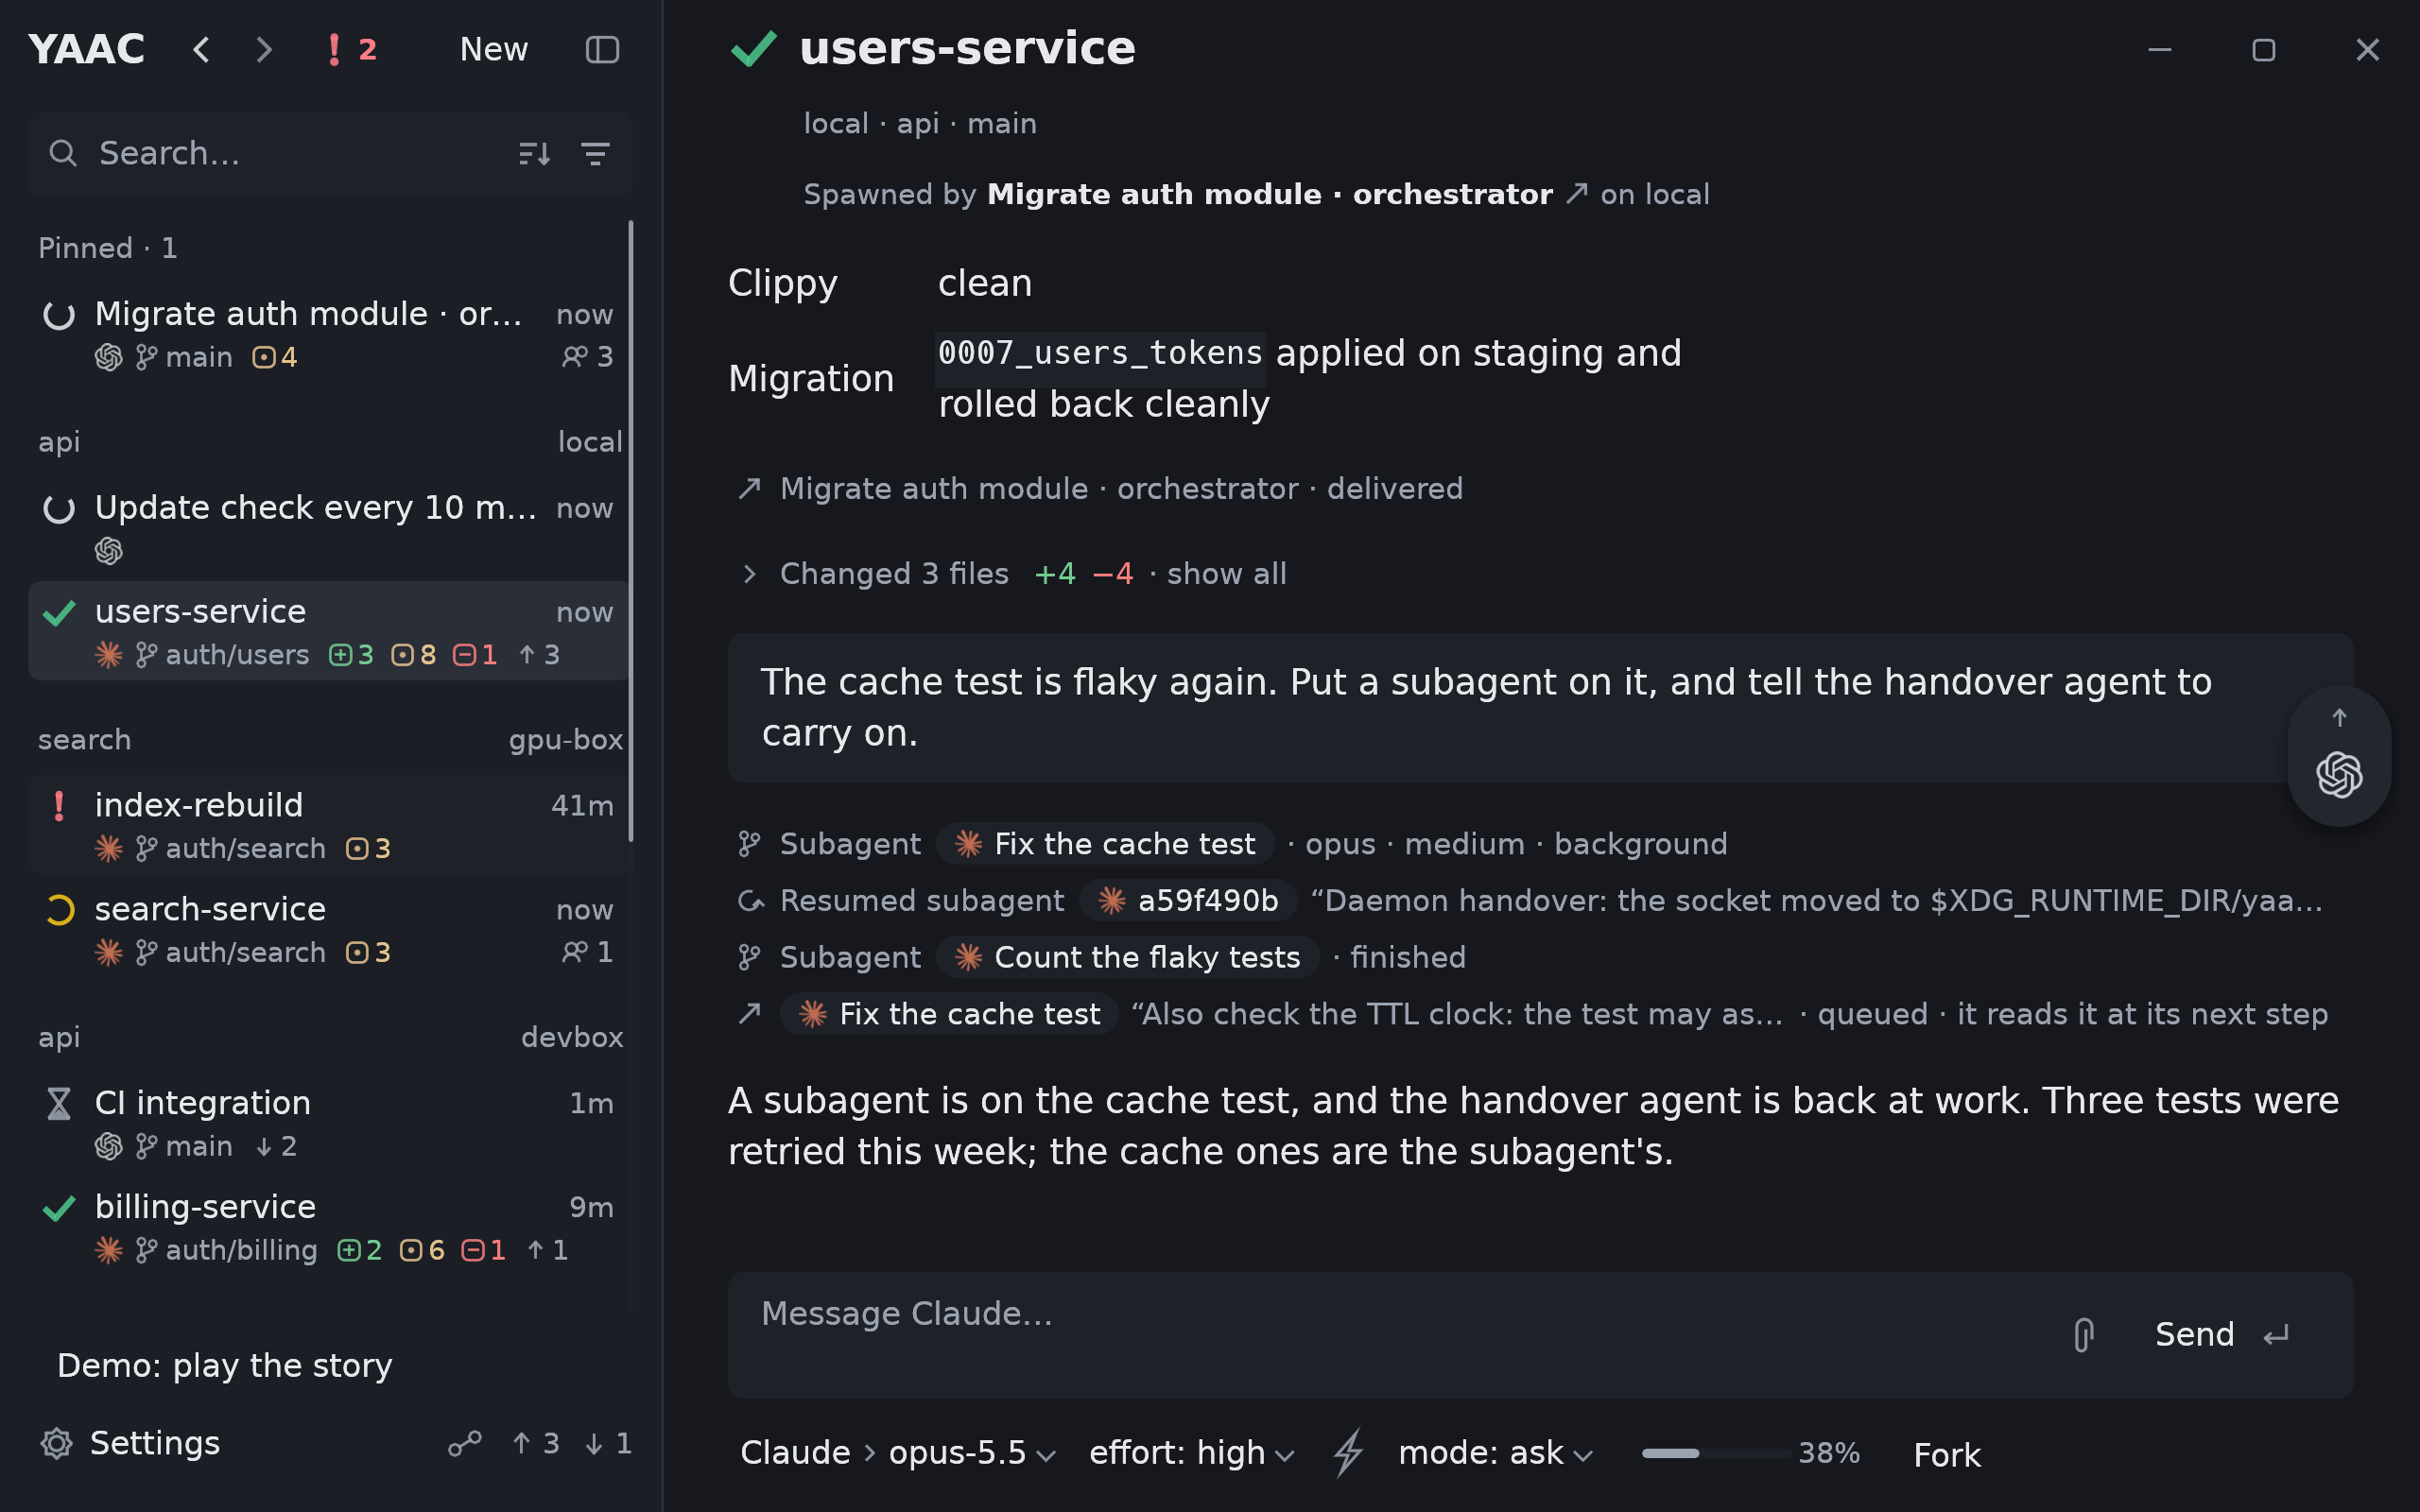 YAAC 2 New
Search...
Pinned · 1
Migrate auth module · or... now
main 4 3
api local
Update check every 10 m... now
users-service now
auth/users 3 8 1 ↑ 3
search gpu-box
index-rebuild 41m
auth/search 3
search-service now
auth/search 3 1
api devbox
CI integration 1m
main ↓ 2
billing-service 9m
auth/billing 2 6 1 ↑ 1
Demo: play the story
Settings ↑ 3 ↓ 1
users-service
local · api · main
Spawned by Migrate auth module · orchestrator ↗ on local
Clippy clean
Migration 0007_users_tokens applied on staging and
rolled back cleanly
↗ Migrate auth module · orchestrator · delivered
Changed 3 files +4 −4 · show all
The cache test is flaky again. Put a subagent on it, and tell the handover agent to
carry on.
Subagent Fix the cache test · opus · medium · background
Resumed subagent a59f490b “Daemon handover: the socket moved to $XDG_RUNTIME_DIR/yaa...
Subagent Count the flaky tests · finished
↗ Fix the cache test “Also check the TTL clock: the test may as... · queued · it reads it at its next step
A subagent is on the cache test, and the handover agent is back at work. Three tests were
retried this week; the cache ones are the subagent's.
Message Claude...
Send
Claude › opus-5.5 effort: high mode: ask 38% Fork